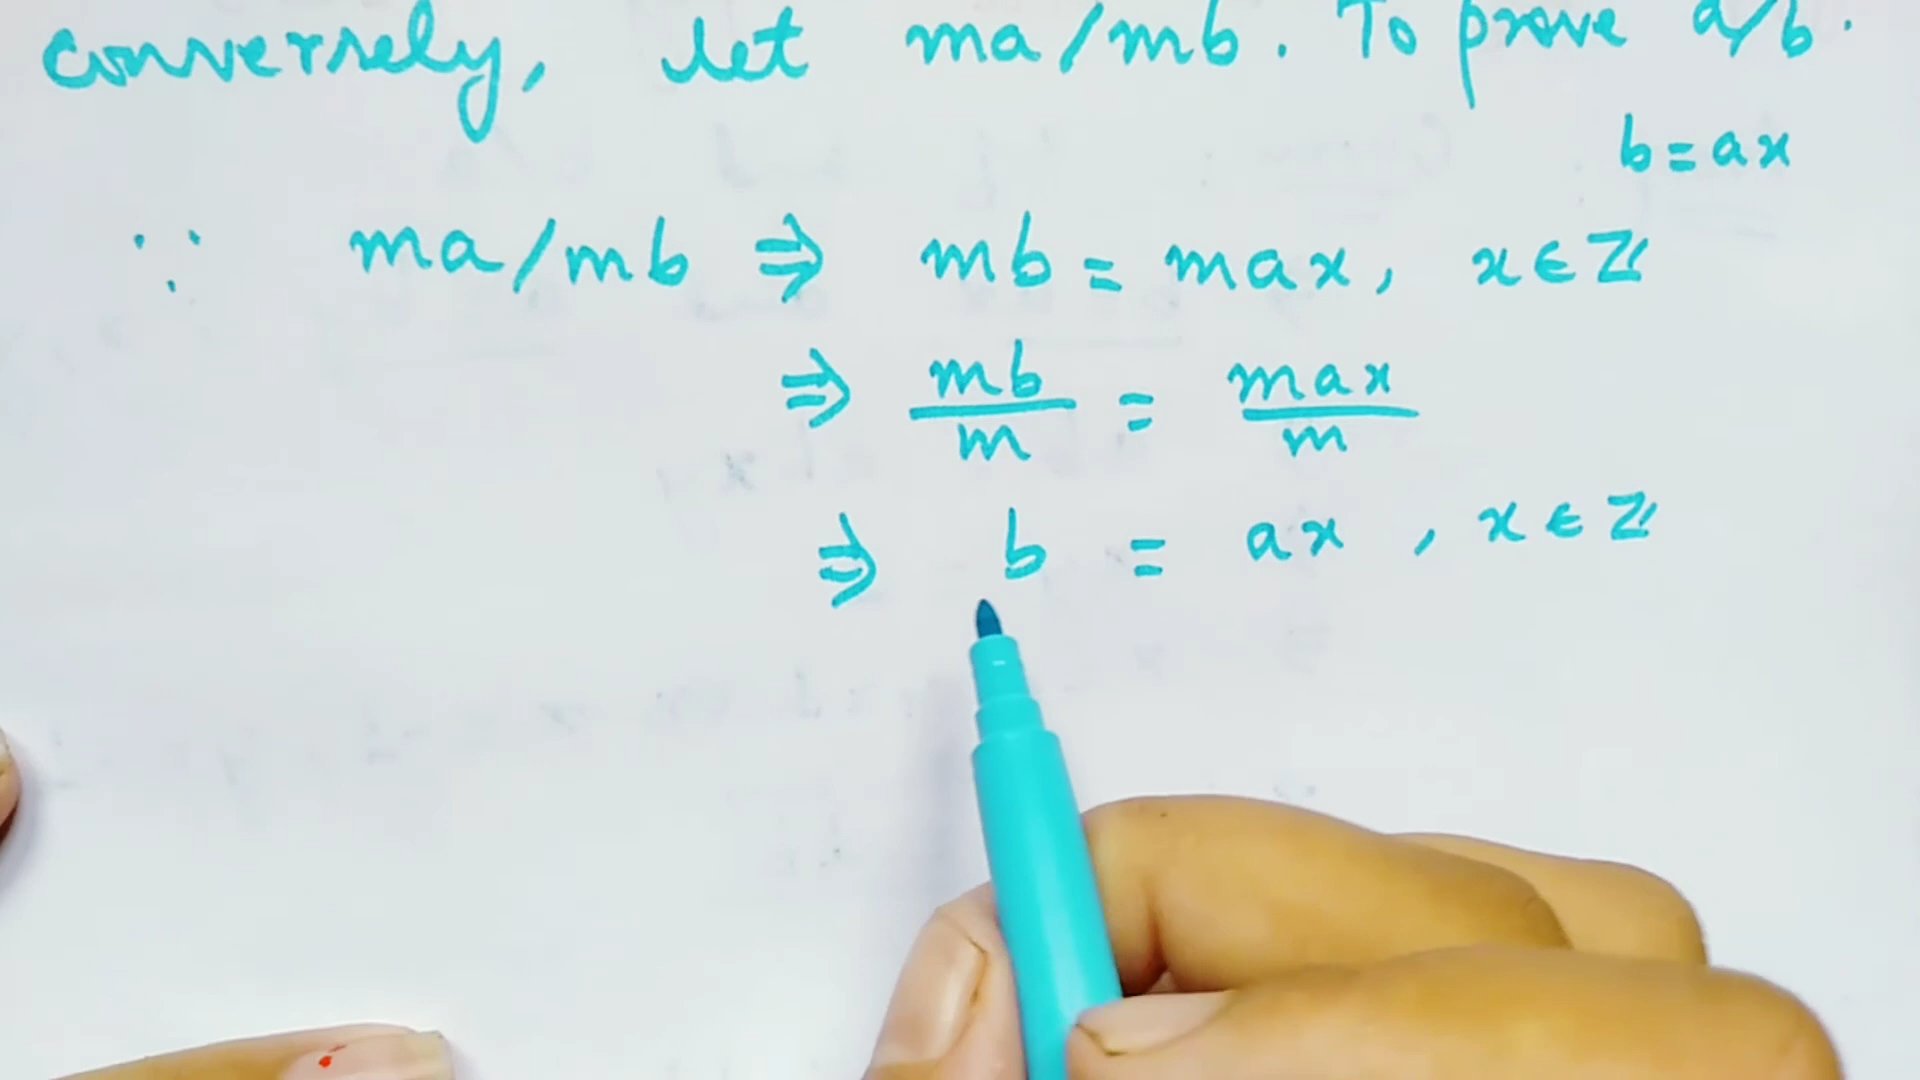 conversely, let ma/mb. To prove a/b.
b=ax
∵ ma/mb ⇒ mb = max, x∈ℤ
⇒ mb/m = max/m
⇒ b = ax, x∈ℤ